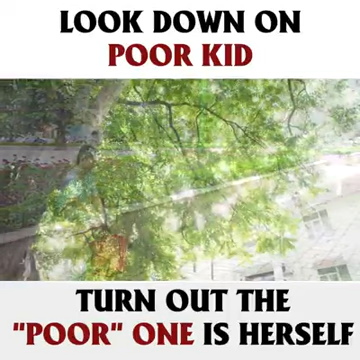 LOOK DOWN ON
POOR KID
TURN OUT THE
"POOR" ONE IS HERSELF